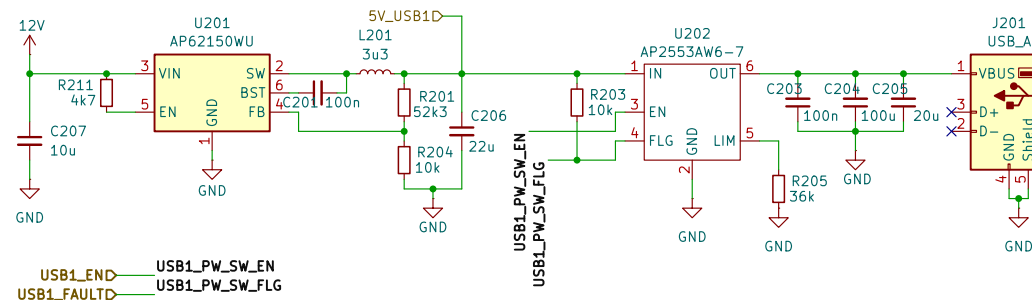 12V
U201
AP62150WU
3 VIN
SW 2
BST 6
5 EN
FB 4
GND
1
GND
R211
4k7
C207
10u
GND
5V_USB1
L201
3u3
C201 100n
R201
52k3
R204
10k
C206
22u
GND
U202
AP2553AW6-7
1 IN
OUT 6
3 EN
4 FLG
LIM 5
GND
2
GND
R203
10k
USB1_PW_SW_EN
USB1_PW_SW_FLG
R205
36k
GND
C203
100n
C204
100u
C205
20u
GND
J201
USB_A
1 VBUS
3 D+
2 D-
GND
Shield
4
5
GND
USB1_EN USB1_PW_SW_EN
USB1_FAULT USB1_PW_SW_FLG